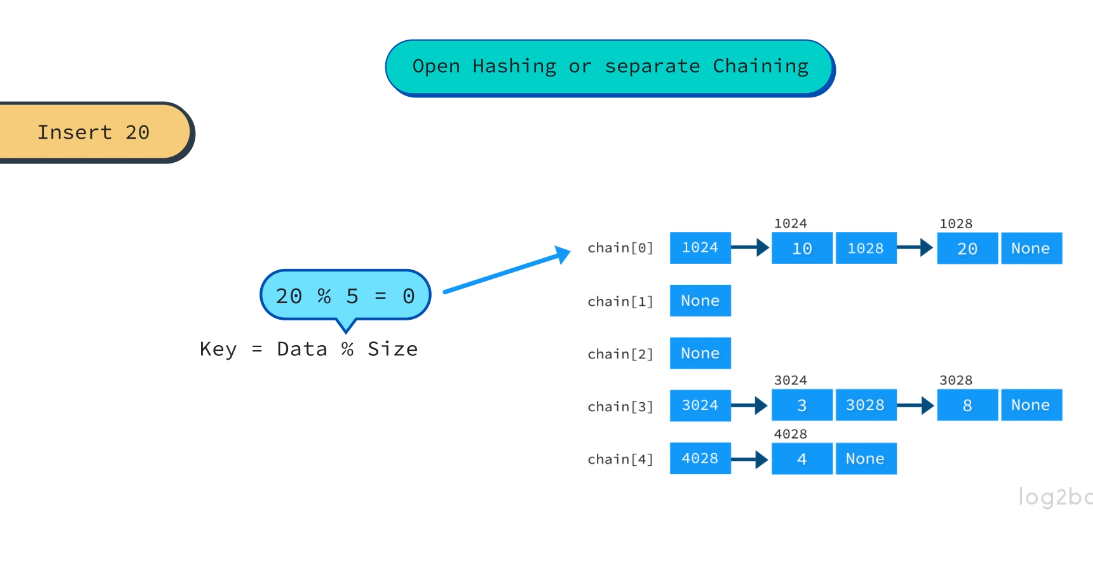 Open Hashing or separate Chaining
Insert 20
20 % 5 = 0
Key = Data % Size
1024 1028
chain[0] 1024 10 1028 20 None
chain[1] None
chain[2] None
3024 3028
chain[3] 3024 3 3028 8 None
4028
chain[4] 4028 4 None